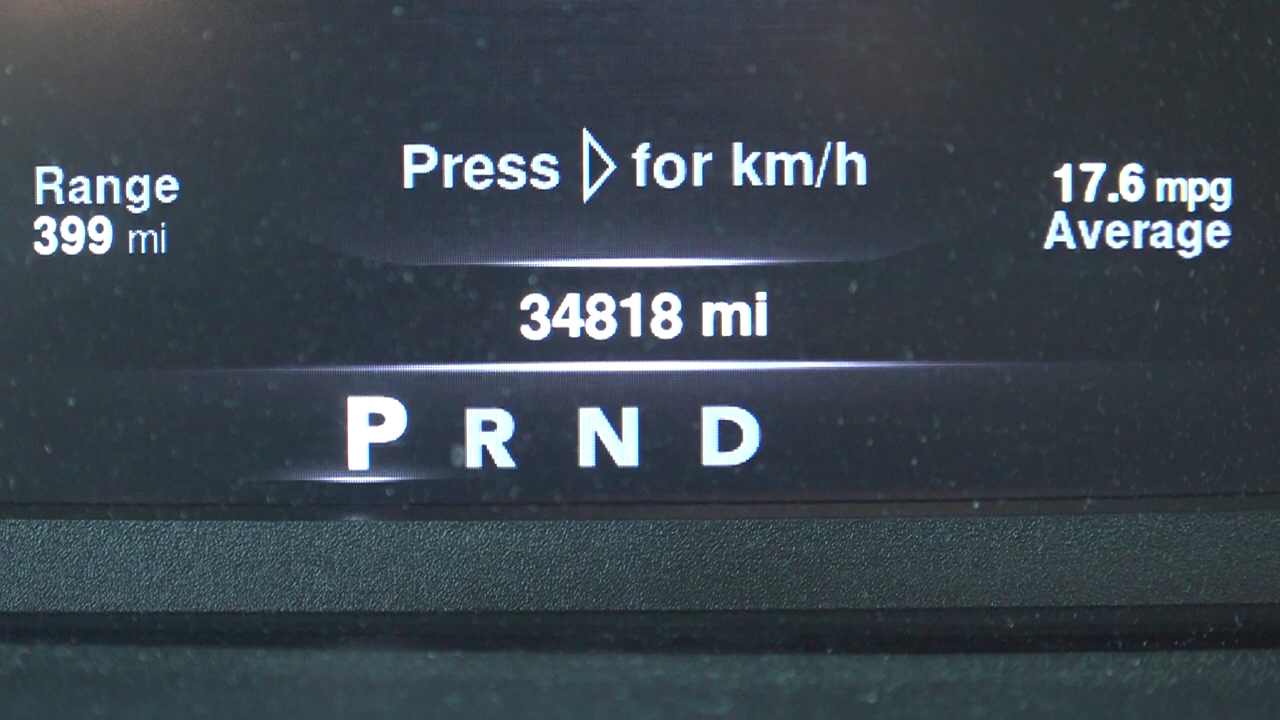 Press ▷ for km/h
Range
399 mi
17.6 mpg
Average
34818 mi
P R N D